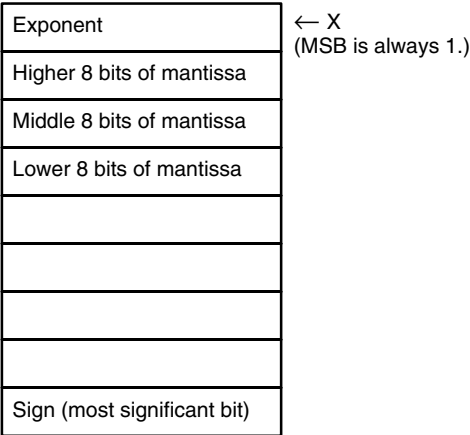 Exponent
← X
(MSB is always 1.)
Higher 8 bits of mantissa
Middle 8 bits of mantissa
Lower 8 bits of mantissa
Sign (most significant bit)